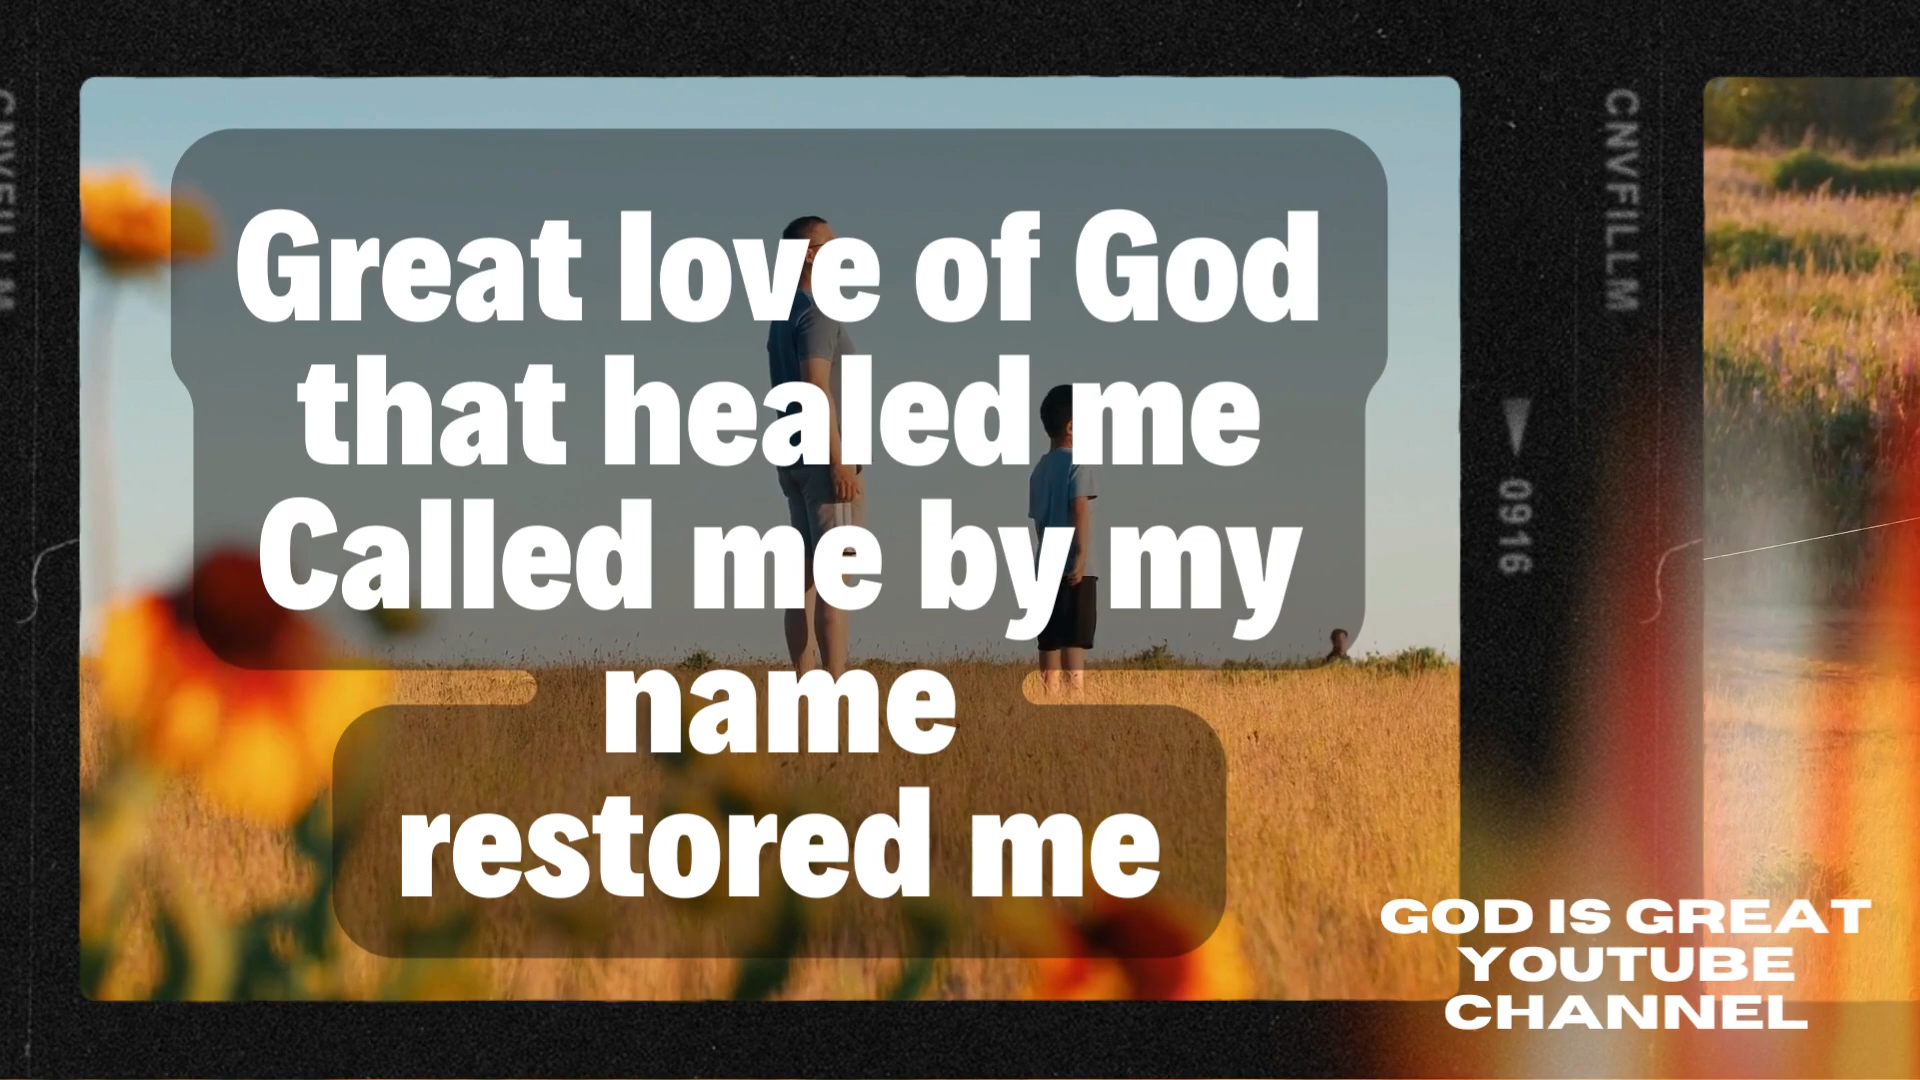 Great love of God
that healed me
Called me by my
name
restored me
CNVFILLM
CNVFILLM
0916
GOD IS GREAT
YOUTUBE
CHANNEL